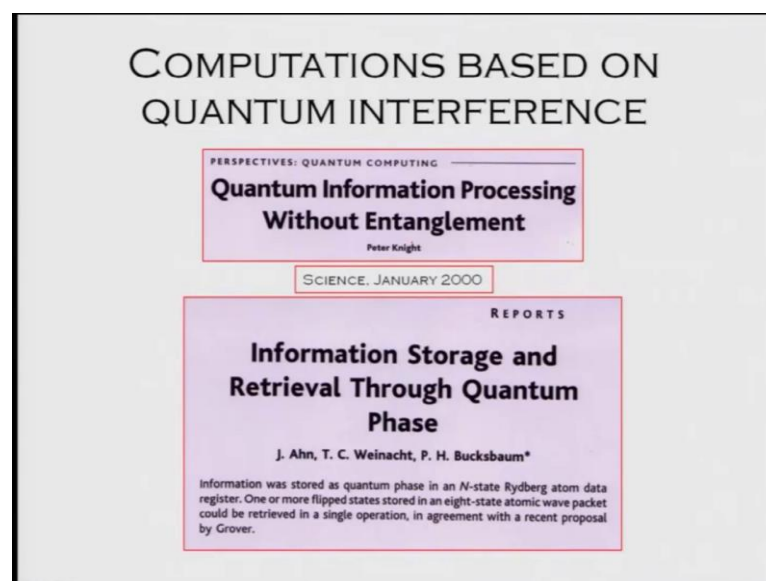 COMPUTATIONS BASED ON
QUANTUM INTERFERENCE
PERSPECTIVES: QUANTUM COMPUTING
Quantum Information Processing
Without Entanglement
Peter Knight
SCIENCE, JANUARY 2000
REPORTS
Information Storage and
Retrieval Through Quantum
Phase
J. Ahn, T. C. Weinacht, P. H. Bucksbaum*
Information was stored as quantum phase in an N-state Rydberg atom data
register. One or more flipped states stored in an eight-state atomic wave packet
could be retrieved in a single operation, in agreement with a recent proposal
by Grover.